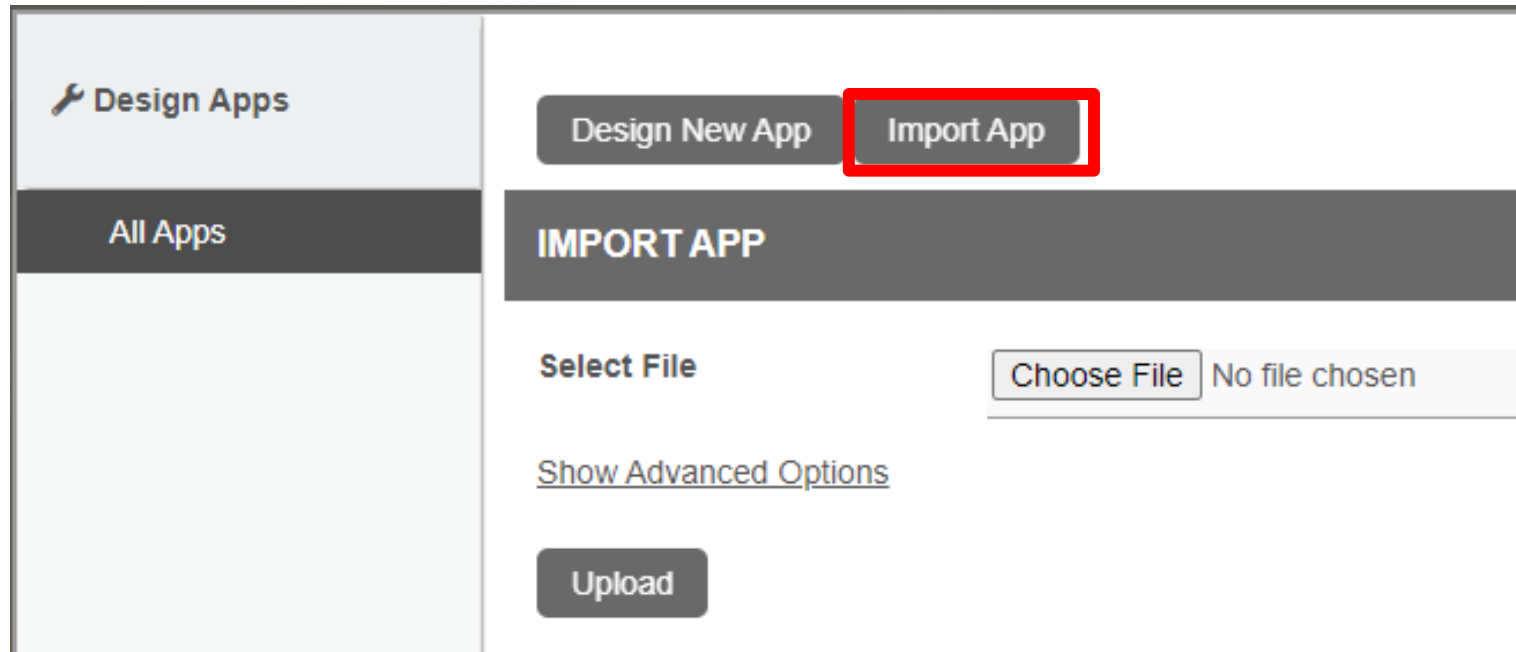 Design Apps
Design New App
Import App
All Apps
IMPORT APP
Select File
Choose File No file chosen
Show Advanced Options
Upload